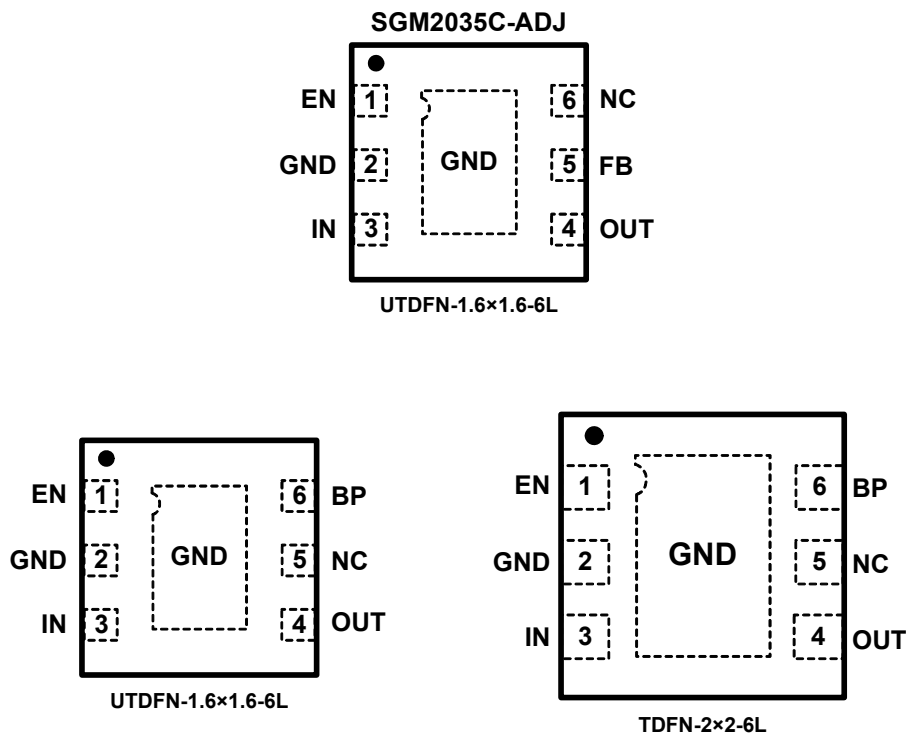 SGM2035C-ADJ
EN 1 6 NC
GND 2 GND 5 FB
IN 3 4 OUT
UTDFN-1.6×1.6-6L
EN 1 6 BP
GND 2 GND 5 NC
IN 3 4 OUT
UTDFN-1.6×1.6-6L
EN 1 6 BP
GND 2 GND 5 NC
IN 3 4 OUT
TDFN-2×2-6L